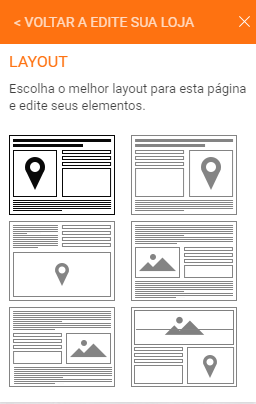 < VOLTAR A EDITE SUA LOJA
LAYOUT
Escolha o melhor layout para esta página
e edite seus elementos.